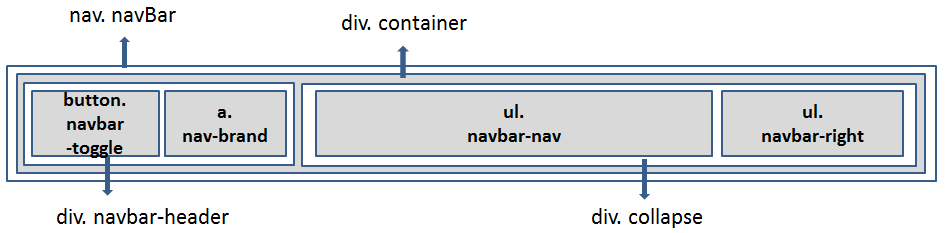 nav. navBar
div. container
button.
navbar
-toggle
a.
nav-brand
ul.
navbar-nav
ul.
navbar-right
div. navbar-header
div. collapse